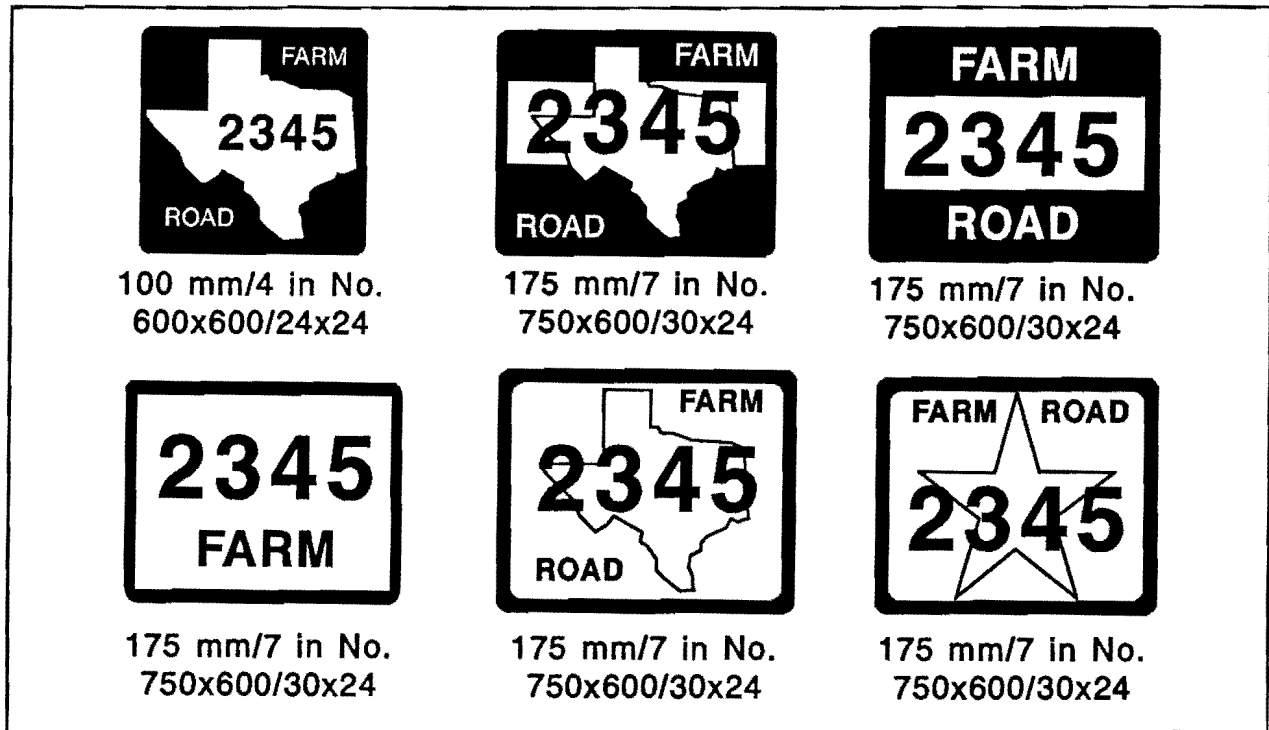 FARM
2345
ROAD
100 mm/4 in No.
600x600/24x24
FARM
2345
ROAD
175 mm/7 in No.
750x600/30x24
FARM
2345
ROAD
175 mm/7 in No.
750x600/30x24
2345
FARM
175 mm/7 in No.
750x600/30x24
FARM
2345
ROAD
175 mm/7 in No.
750x600/30x24
FARM ROAD
2345
175 mm/7 in No.
750x600/30x24